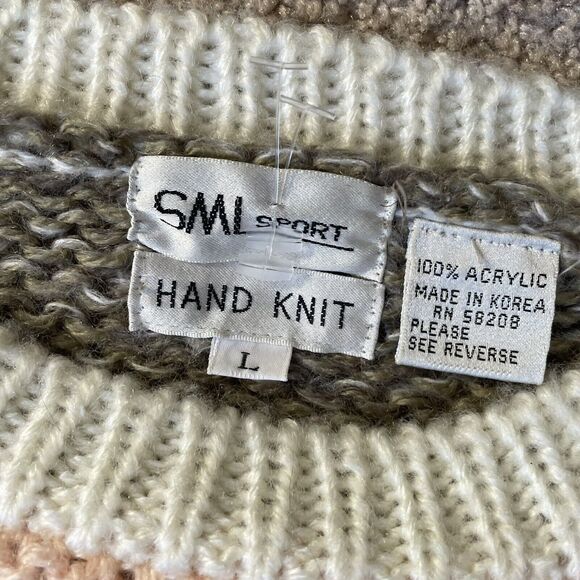 SML SPORT
HAND KNIT
L
100% ACRYLIC
MADE IN KOREA
RN 58208
PLEASE
SEE REVERSE